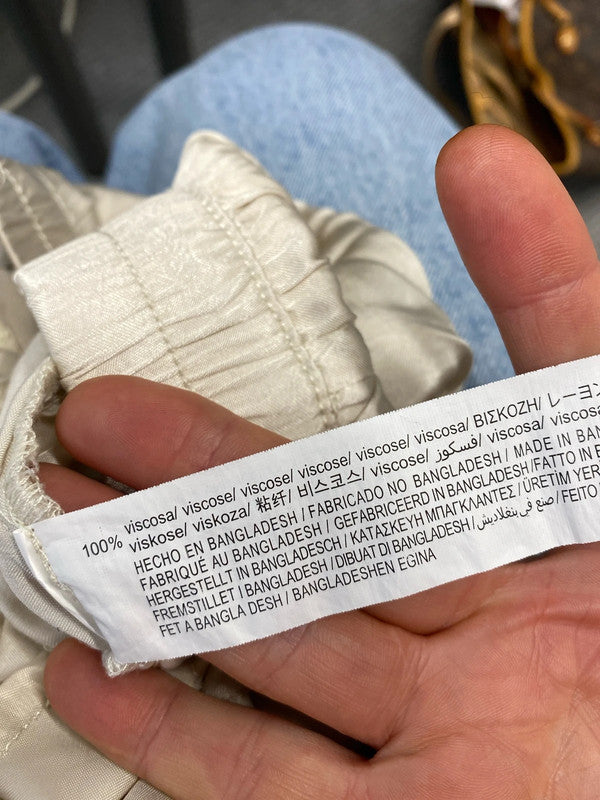 100% viscosa/ viscose/ viscose/ viscose/ viscose/ viscosa/ ΒΙΣΚΟΖΗ/ レーヨ
viskose/ viskoza/ 粘纤/ 비스코스/ viscose/ فسكوز/ viscosa/ viscosa
HECHO EN BANGLADESH / FABRICADO NO BANGLADESH / MADE IN BAN
FABRIQUÉ AU BANGLADESH / GEFABRICEERD IN BANGLADESH/FATTO IN B
HERGESTELLT IN BANGLADESCH / ΚΑΤΑΣΚΕΥΗ ΜΠΑΓΚΛΑΝΤΕΣ / ÜRETİM YER
FREMSTILLET I BANGLADESH / DIBUAT DI BANGLADESH / صنع في بنغلاديش / FEITO
FET A BANGLA DESH / BANGLADESHEN EGINA